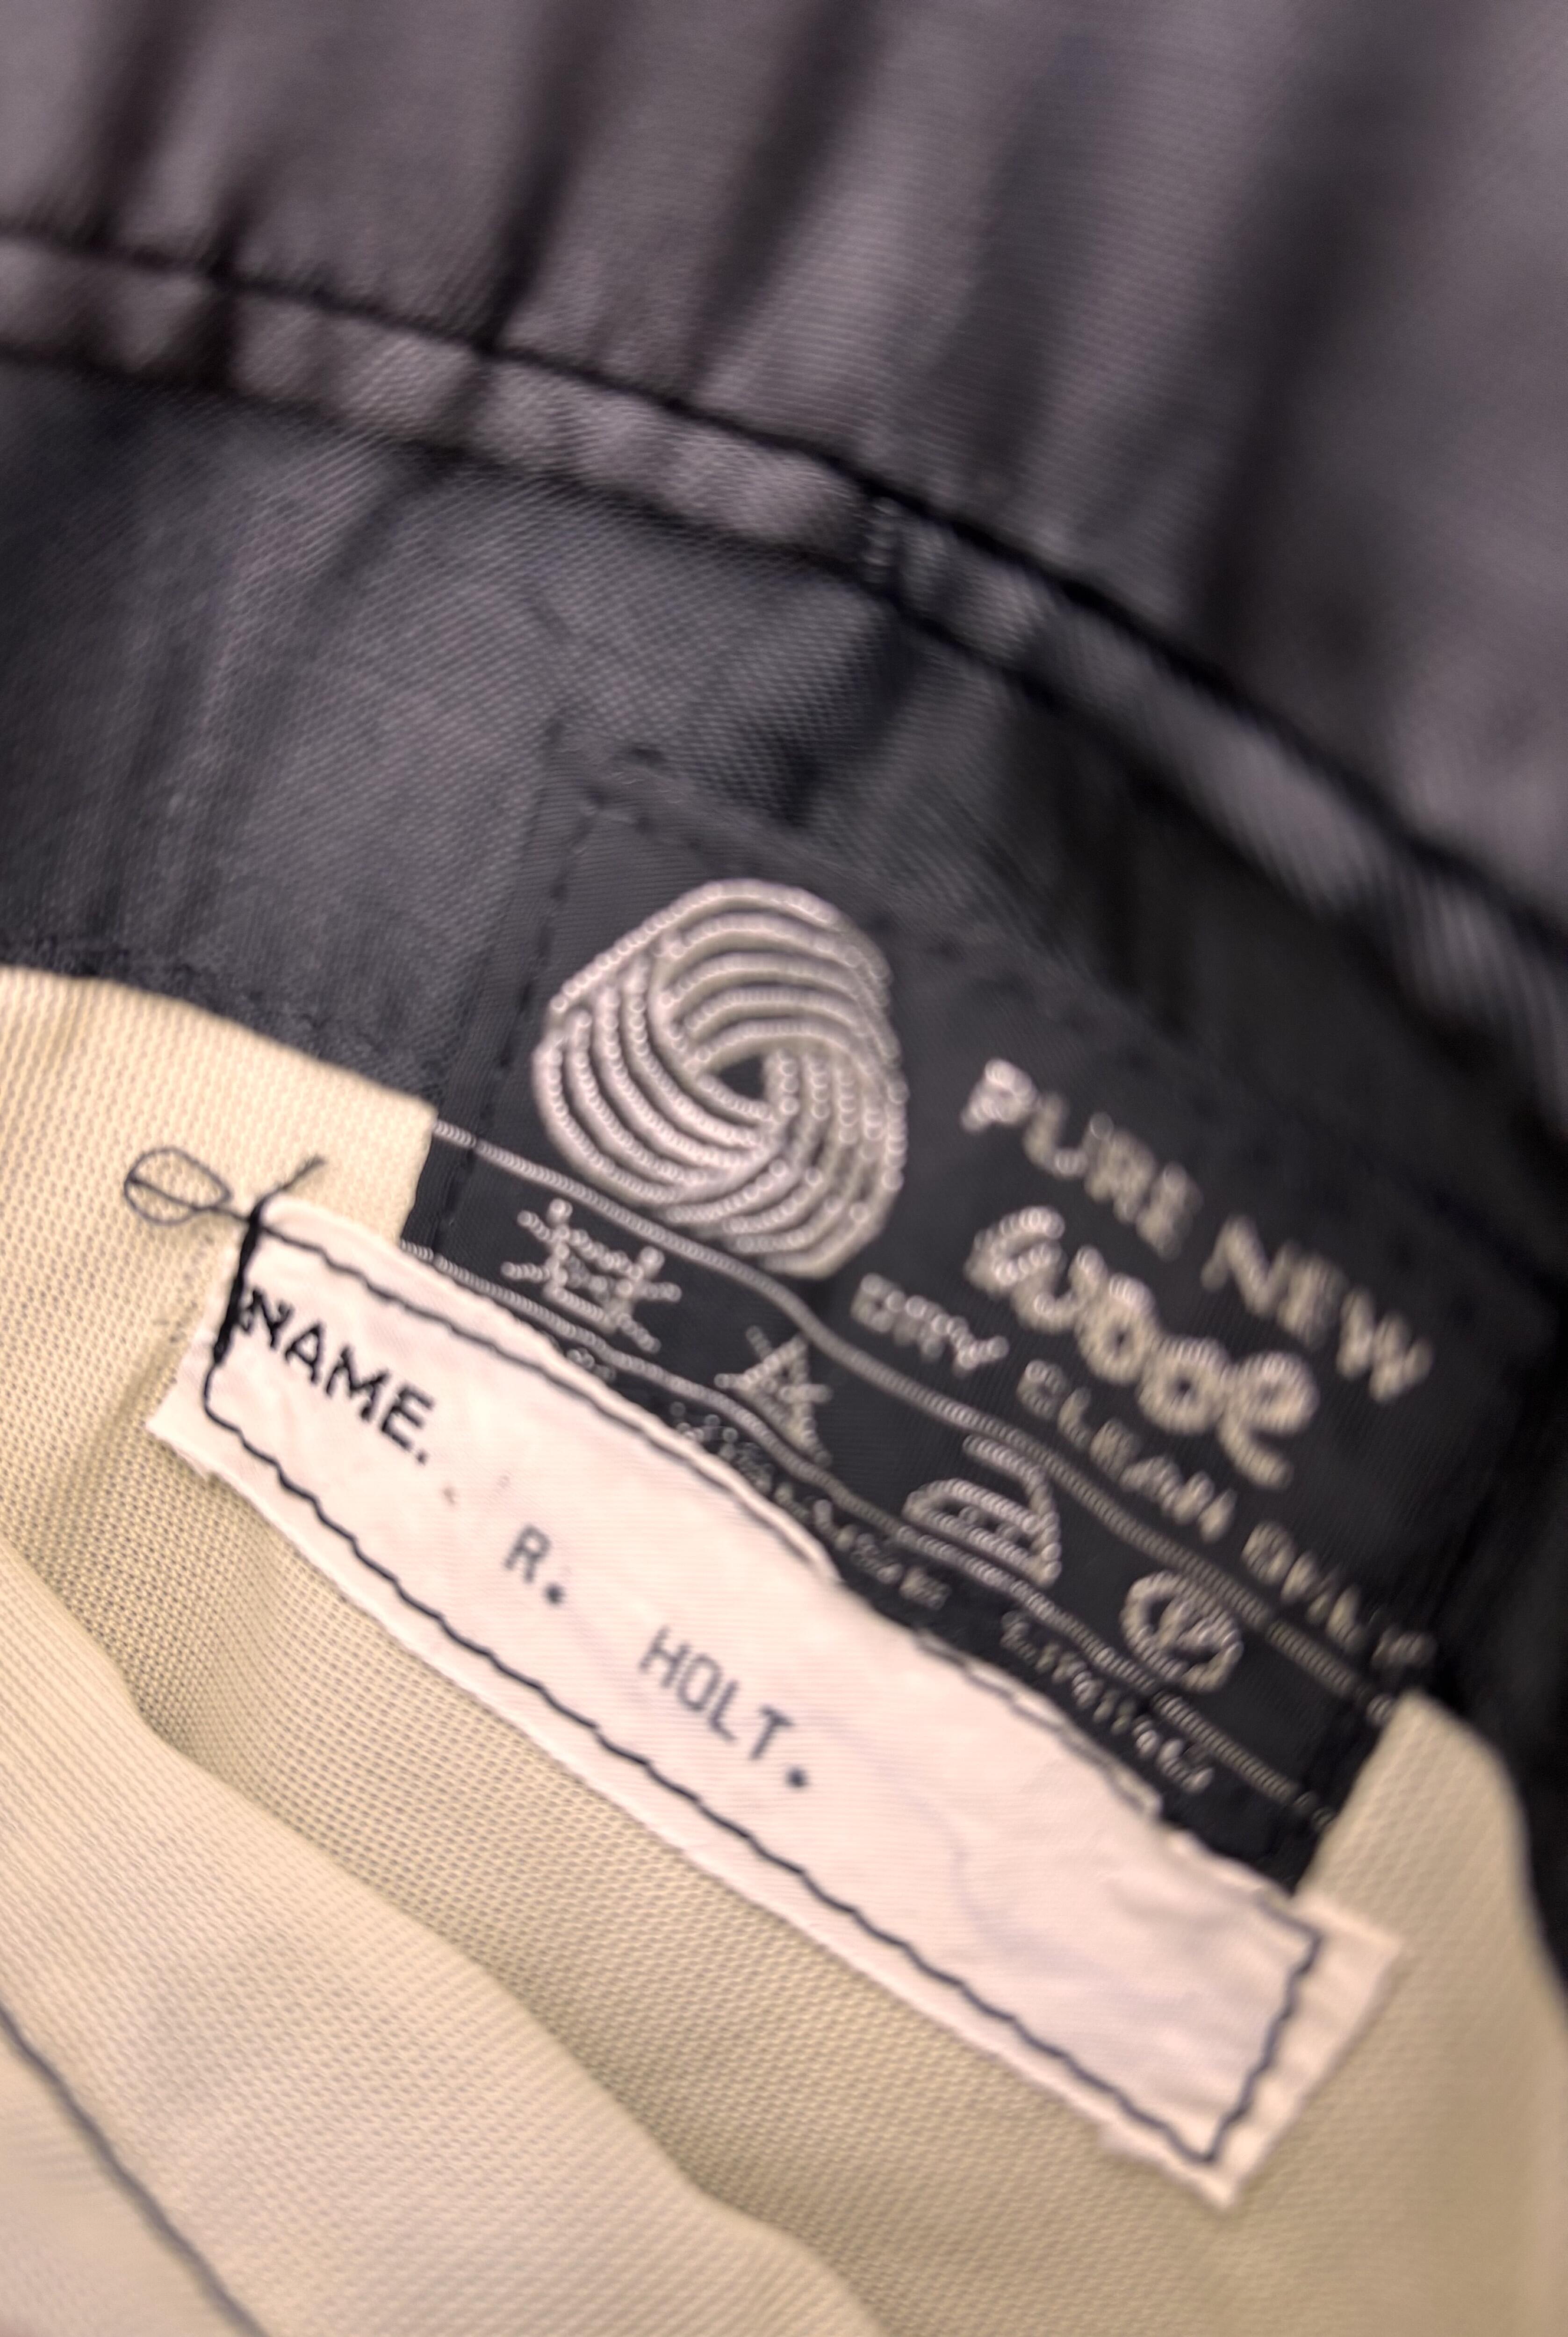 PURE NEW
wool
DRY CLEAN ONLY
NAME. R. HOLT.